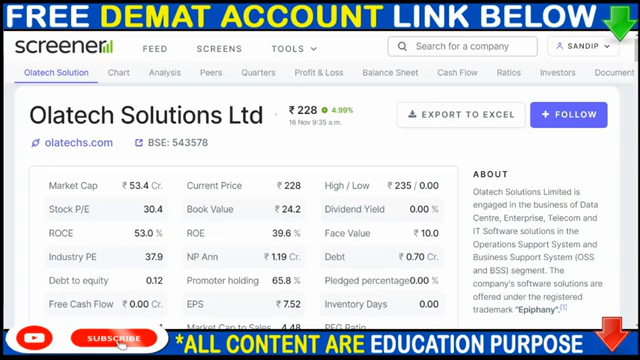 FREE DEMAT ACCOUNT LINK BELOW
screener
FEED
SCREENS
TOOLS
Search for a company
SANDIP
Olatech Solution
Chart
Analysis
Peers
Quarters
Profit & Loss
Balance Sheet
Cash Flow
Ratios
Investors
Document
Olatech Solutions Ltd
₹ 228
4.99%
16 Nov 9:35 a.m.
EXPORT TO EXCEL
+ FOLLOW
olatechs.com
BSE: 543578
Market Cap ₹ 53.4 Cr.
Current Price ₹ 228
High / Low ₹ 235 / 0.00
Stock P/E 30.4
Book Value ₹ 24.2
Dividend Yield 0.00 %
ROCE 53.0 %
ROE 39.6 %
Face Value ₹ 10.0
Industry PE 37.9
NP Ann ₹ 1.19 Cr.
Debt ₹ 0.70 Cr.
Debt to equity 0.12
Promoter holding 65.8 %
Pledged percentage 0.00 %
Free Cash Flow ₹ 0.00 Cr.
EPS ₹ 7.52
Inventory Days 0.00
Market Cap to Sales 4.48
PEG Ratio
ABOUT
Olatech Solutions Limited is
engaged in the business of Data
Centre, Enterprise, Telecom and
IT Software solutions in the
Operations Support System and
Business Support System (OSS
and BSS) segment. The
company's software solutions are
offered under the registered
trademark "Epiphany".[1]
SUBSCRIBE
*ALL CONTENT ARE EDUCATION PURPOSE